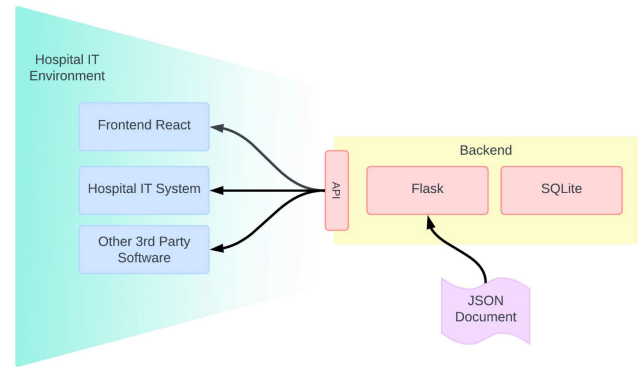 Hospital IT
Environment
Frontend React
Hospital IT System
Other 3rd Party
Software
API
Backend
Flask
SQLite
JSON
Document